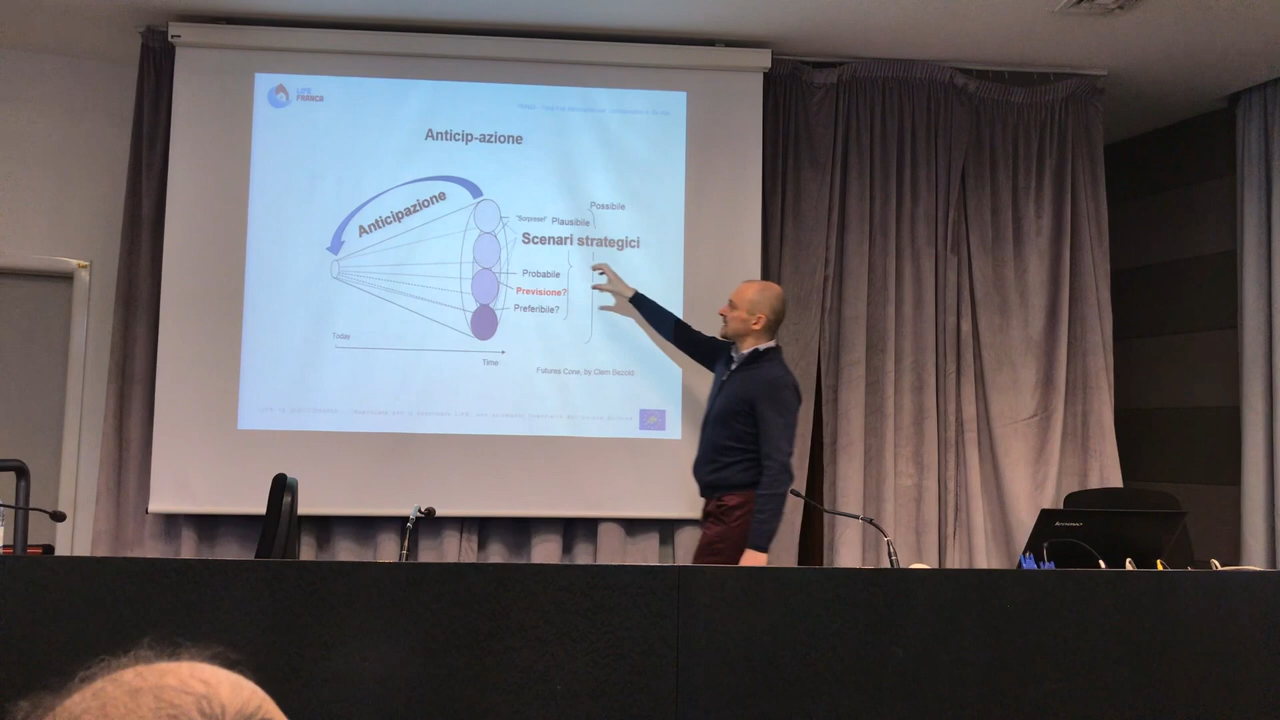 LIFE
FRANCA
Anticip-azione
Anticipazione
Possibile
"Sorprese!" Plausibile
Scenari strategici
Probabile
Previsione?
Preferibile?
Today
Time
Futures Cone, by Clem Bezold
lenovo